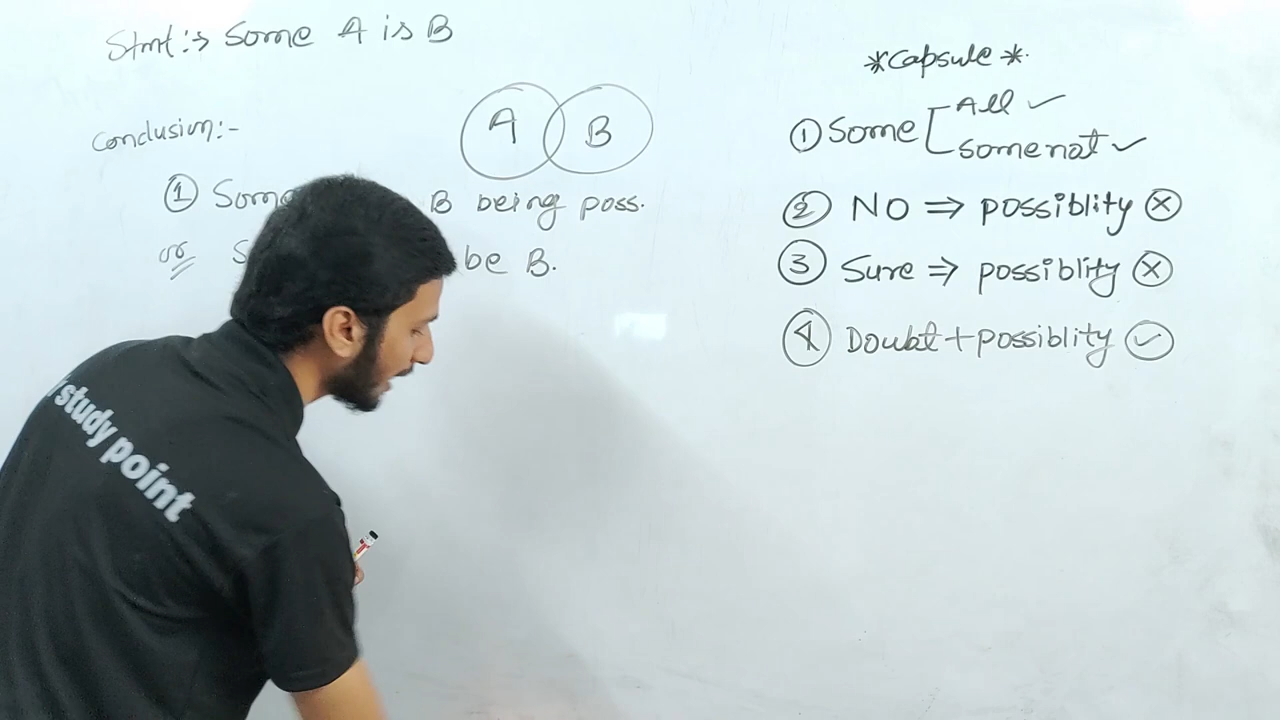 Stmt:→ Some A is B
Conclusion:-
A B
① Some B being poss.
or be B.
*Capsule*
① Some All ✓
Some not ✓
② NO ⇒ possiblity ⓧ
③ Sure ⇒ possiblity ⓧ
④ Doubt + possiblity ✓
study point